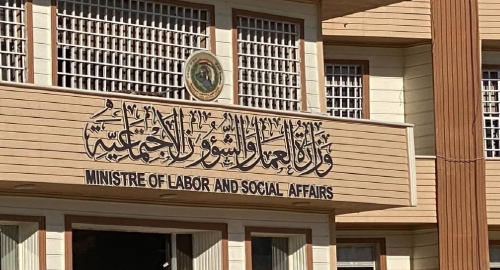 وزارة العمل والشؤون الاجتماعية
MINISTRE OF LABOR AND SOCIAL AFFAIRS